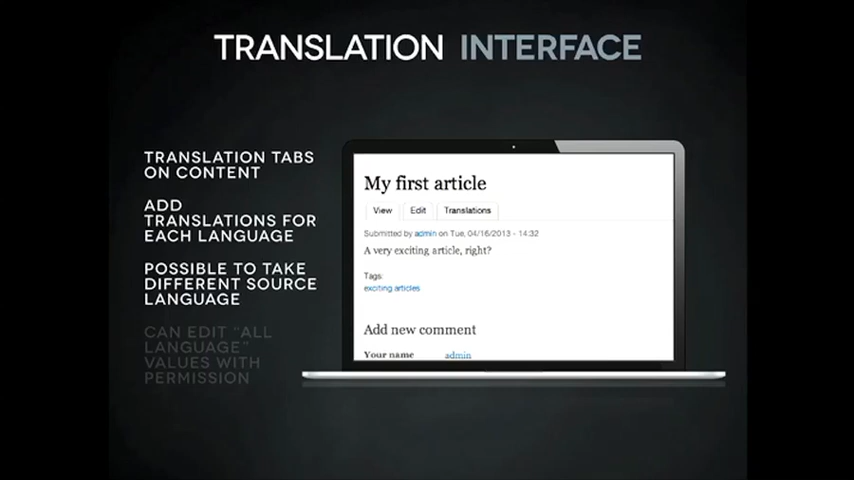 TRANSLATION INTERFACE
TRANSLATION TABS
ON CONTENT
ADD
TRANSLATIONS FOR
EACH LANGUAGE
POSSIBLE TO TAKE
DIFFERENT SOURCE
LANGUAGE
CAN EDIT "ALL
LANGUAGE"
VALUES WITH
PERMISSION
My first article
View Edit Translations
Submitted by admin on Tue, 04/16/2013 - 14:32
A very exciting article, right?
Tags:
exciting articles
Add new comment
Your name admin